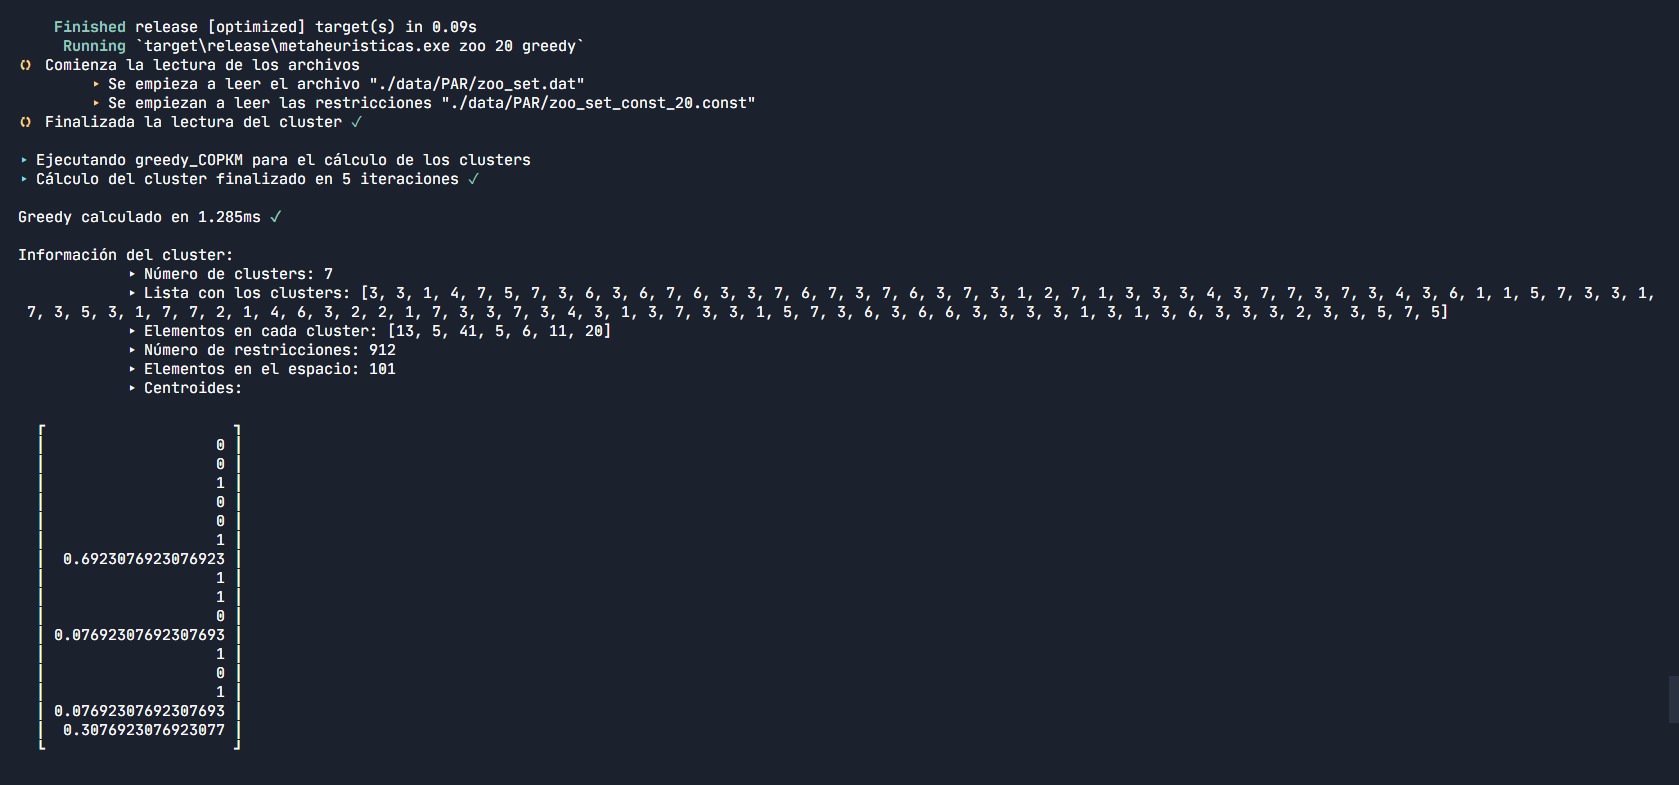 Finished release [optimized] target(s) in 0.09s
Running `target\release\metaheuristicas.exe zoo 20 greedy`
Comienza la lectura de los archivos
‣ Se empieza a leer el archivo "./data/PAR/zoo_set.dat"
‣ Se empiezan a leer las restricciones "./data/PAR/zoo_set_const_20.const"
Finalizada la lectura del cluster ✓
‣ Ejecutando greedy_COPKM para el cálculo de los clusters
‣ Cálculo del cluster finalizado en 5 iteraciones ✓
Greedy calculado en 1.285ms ✓
Información del cluster:
‣ Número de clusters: 7
‣ Lista con los clusters: [3, 3, 1, 4, 7, 5, 7, 3, 6, 3, 6, 7, 6, 3, 3, 7, 6, 7, 3, 7, 6, 3, 7, 3, 1, 2, 7, 1, 3, 3, 3, 4, 3, 7, 7, 3, 7, 3, 4, 3, 6, 1, 1, 5, 7, 3, 3, 1,
7, 3, 5, 3, 1, 7, 7, 2, 1, 4, 6, 3, 2, 2, 1, 7, 3, 3, 7, 3, 4, 3, 1, 3, 7, 3, 3, 1, 5, 7, 3, 6, 3, 6, 6, 3, 3, 3, 3, 1, 3, 1, 3, 6, 3, 3, 3, 2, 3, 3, 5, 7, 5]
‣ Elementos en cada cluster: [13, 5, 41, 5, 6, 11, 20]
‣ Número de restricciones: 912
‣ Elementos en el espacio: 101
‣ Centroides:
0
0
1
0
0
1
0.6923076923076923
1
1
0
0.07692307692307693
1
0
1
0.07692307692307693
0.3076923076923077